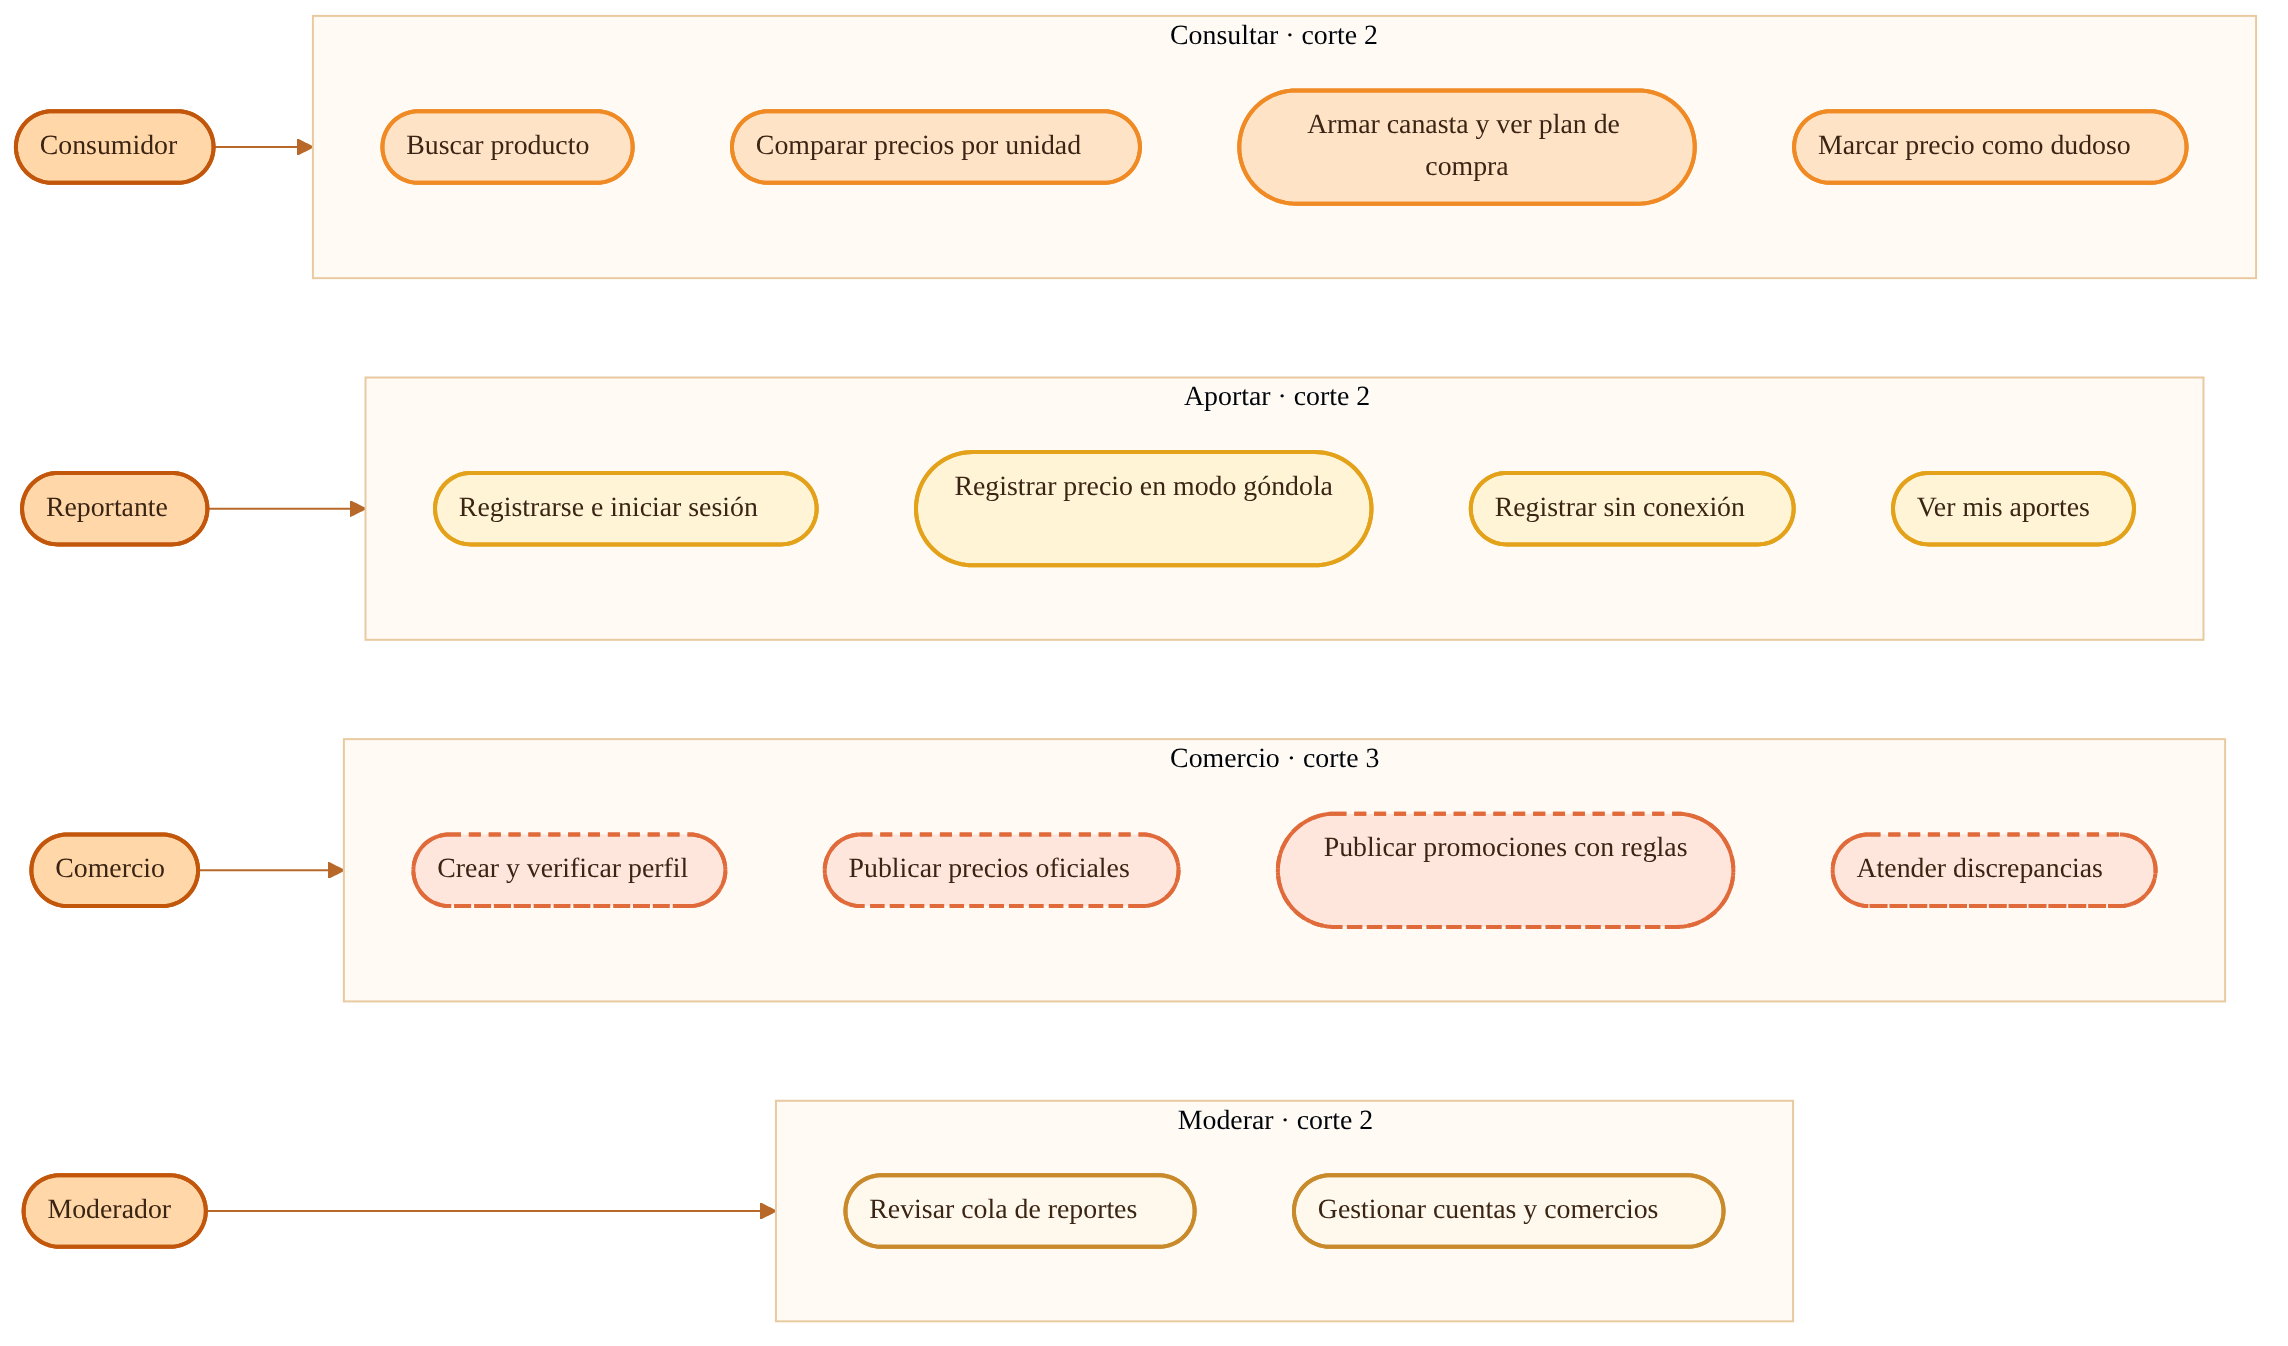 Consultar · corte 2
Consumidor
Buscar producto
Comparar precios por unidad
Armar canasta y ver plan de
compra
Marcar precio como dudoso
Aportar · corte 2
Reportante
Registrarse e iniciar sesión
Registrar precio en modo góndola
Registrar sin conexión
Ver mis aportes
Comercio · corte 3
Comercio
Crear y verificar perfil
Publicar precios oficiales
Publicar promociones con reglas
Atender discrepancias
Moderar · corte 2
Moderador
Revisar cola de reportes
Gestionar cuentas y comercios